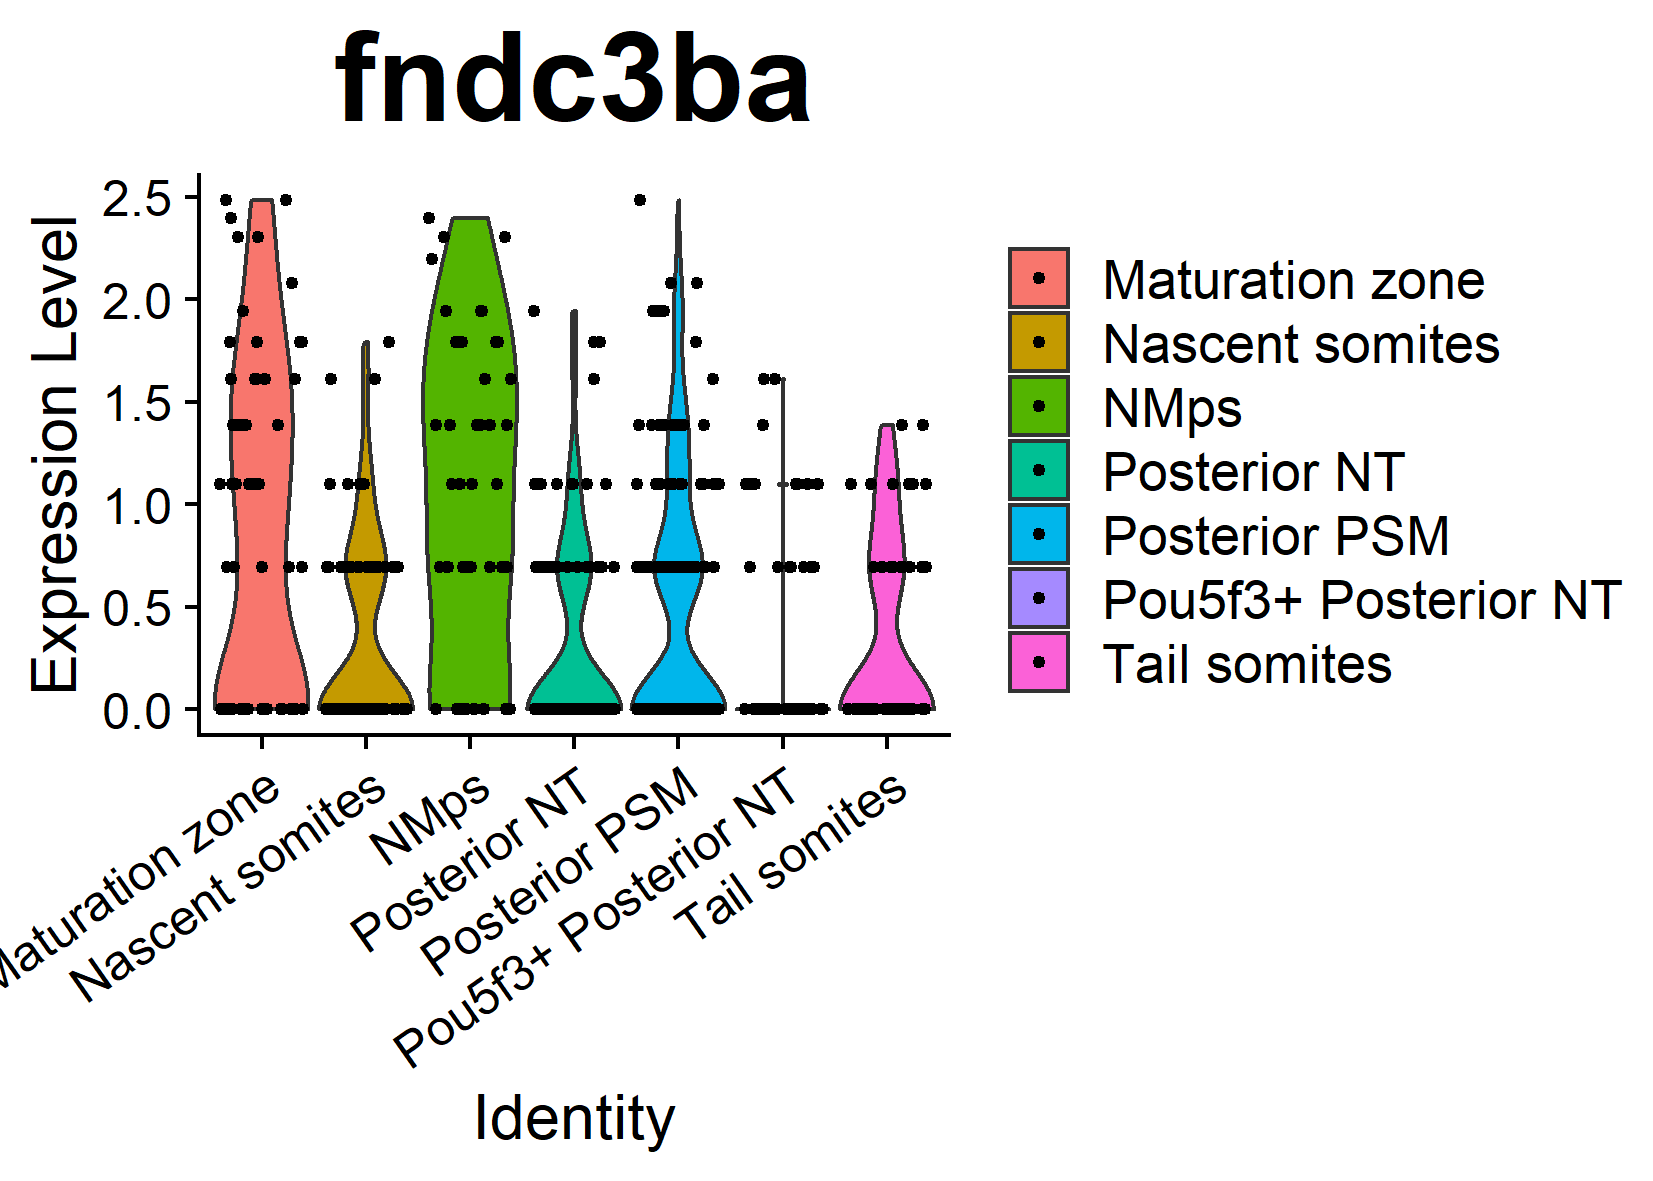 fndc3ba
Expression Level
2.5
2.0
1.5
1.0
0.5
0.0
Maturation zone
Nascent somites
NMps
Posterior NT
Posterior PSM
Pou5f3+ Posterior NT
Tail somites
Identity
Maturation zone
Nascent somites
NMps
Posterior NT
Posterior PSM
Pou5f3+ Posterior NT
Tail somites